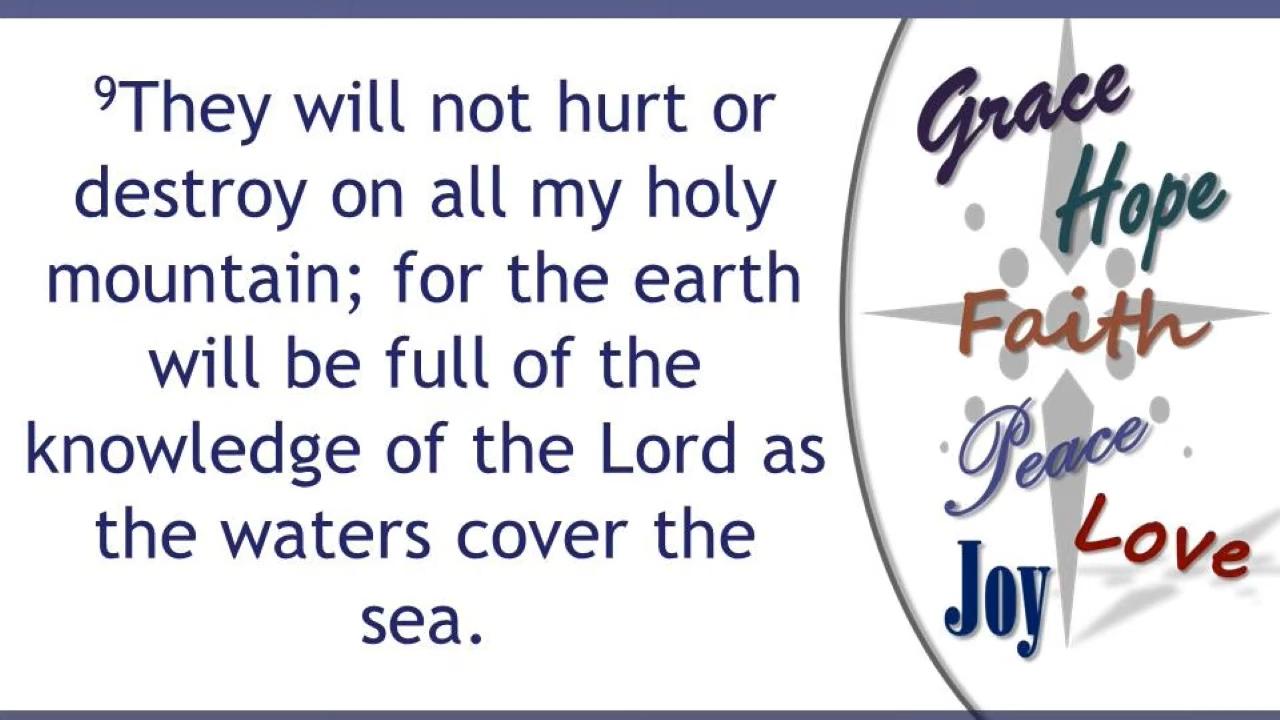 ⁹They will not hurt or
destroy on all my holy
mountain; for the earth
will be full of the
knowledge of the Lord as
the waters cover the
sea.
Grace
Hope
Faith
Peace
Love
Joy